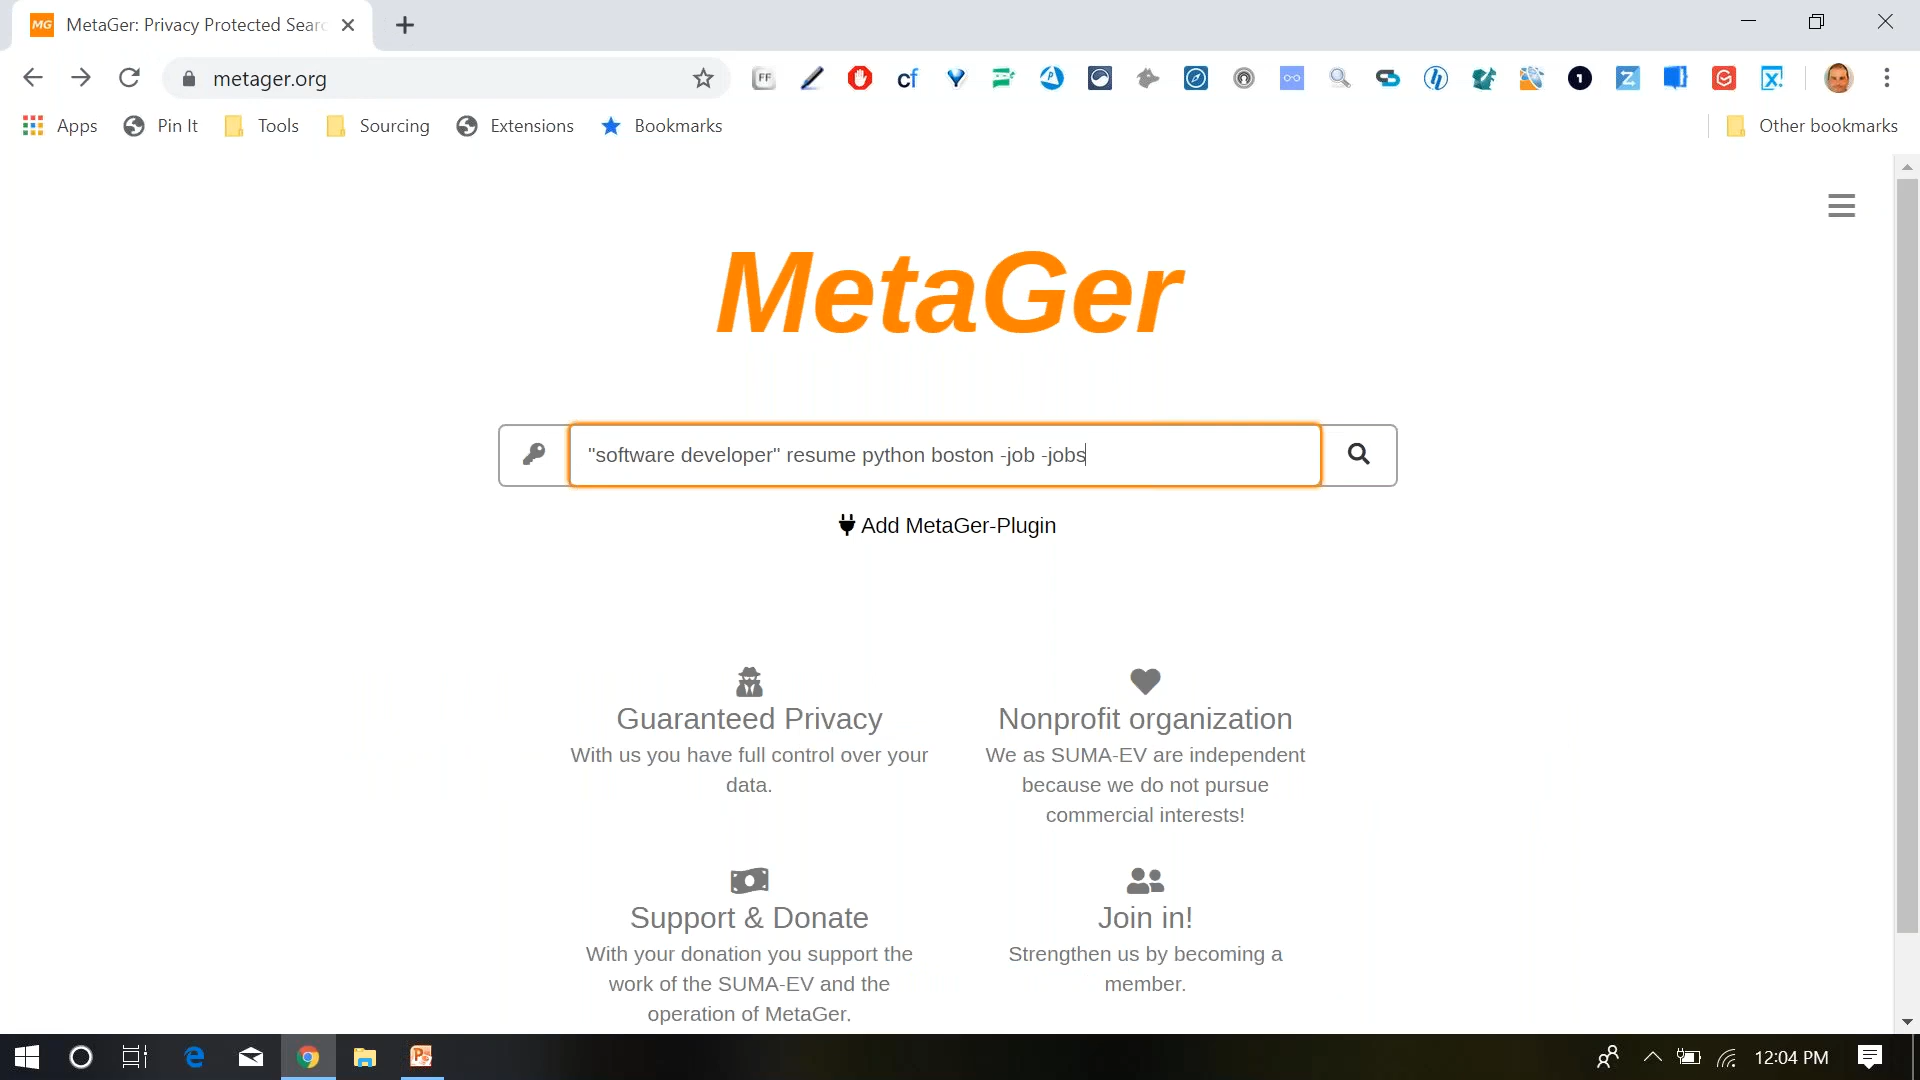 MG MetaGer: Privacy Protected Sear
metager.org
FF
cf
Apps Pin It Tools Sourcing Extensions Bookmarks Other bookmarks
MetaGer
"software developer" resume python boston -job -jobs
Add MetaGer-Plugin
Guaranteed Privacy
With us you have full control over your
data.
Nonprofit organization
We as SUMA-EV are independent
because we do not pursue
commercial interests!
Support & Donate
With your donation you support the
work of the SUMA-EV and the
operation of MetaGer.
Join in!
Strengthen us by becoming a
member.
12:04 PM